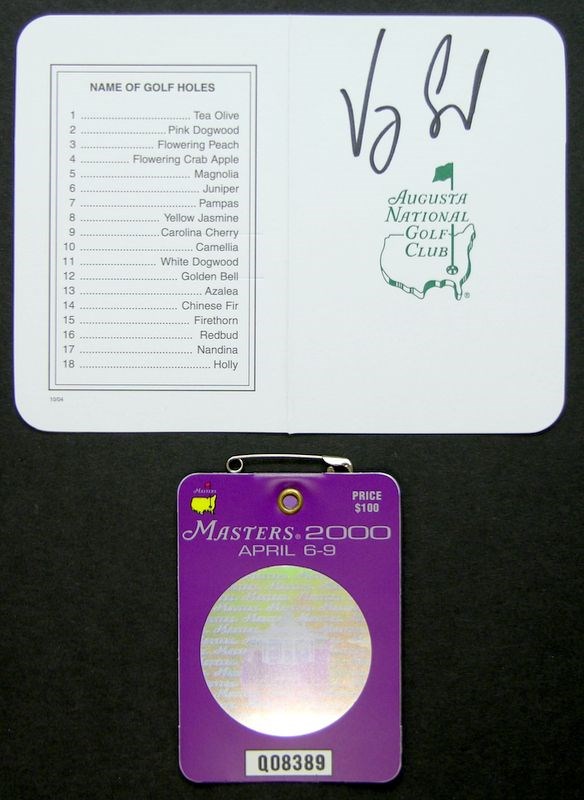 NAME OF GOLF HOLES
1 ........................................ Tea Olive
2 ................................ Pink Dogwood
3 ............................. Flowering Peach
4 ..................... Flowering Crab Apple
5 ........................................ Magnolia
6 .......................................... Juniper
7 ......................................... Pampas
8 ............................... Yellow Jasmine
9 .............................. Carolina Cherry
10 ...................................... Camellia
11 .......................... White Dogwood
12 .................................. Golden Bell
13 ........................................ Azalea
14 .................................. Chinese Fir
15 ...................................... Firethorn
16 ....................................... Redbud
17 ...................................... Nandina
18 ............................................ Holly
10/04
AUGUSTA
NATIONAL
GOLF
CLUB
®
Masters
PRICE
$100
MASTERS® 2000
APRIL 6-9
Q08389